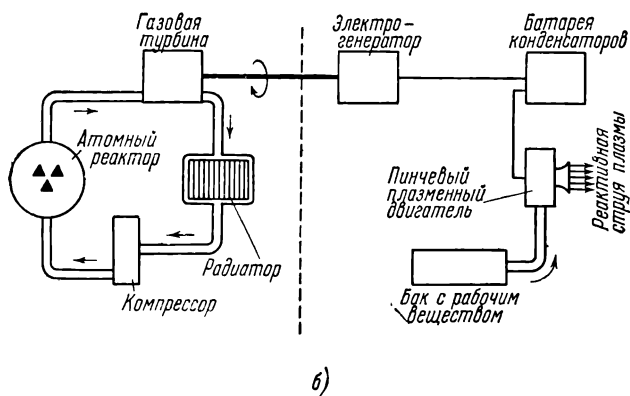 Газовая
турбина
Электро-
генератор
Батарея
конденсаторов
Атомный
реактор
Радиатор
Компрессор
Пинчевый
плазменный
двигатель
Реактивная
струя плазмы
Бак с рабочим
веществом
б)